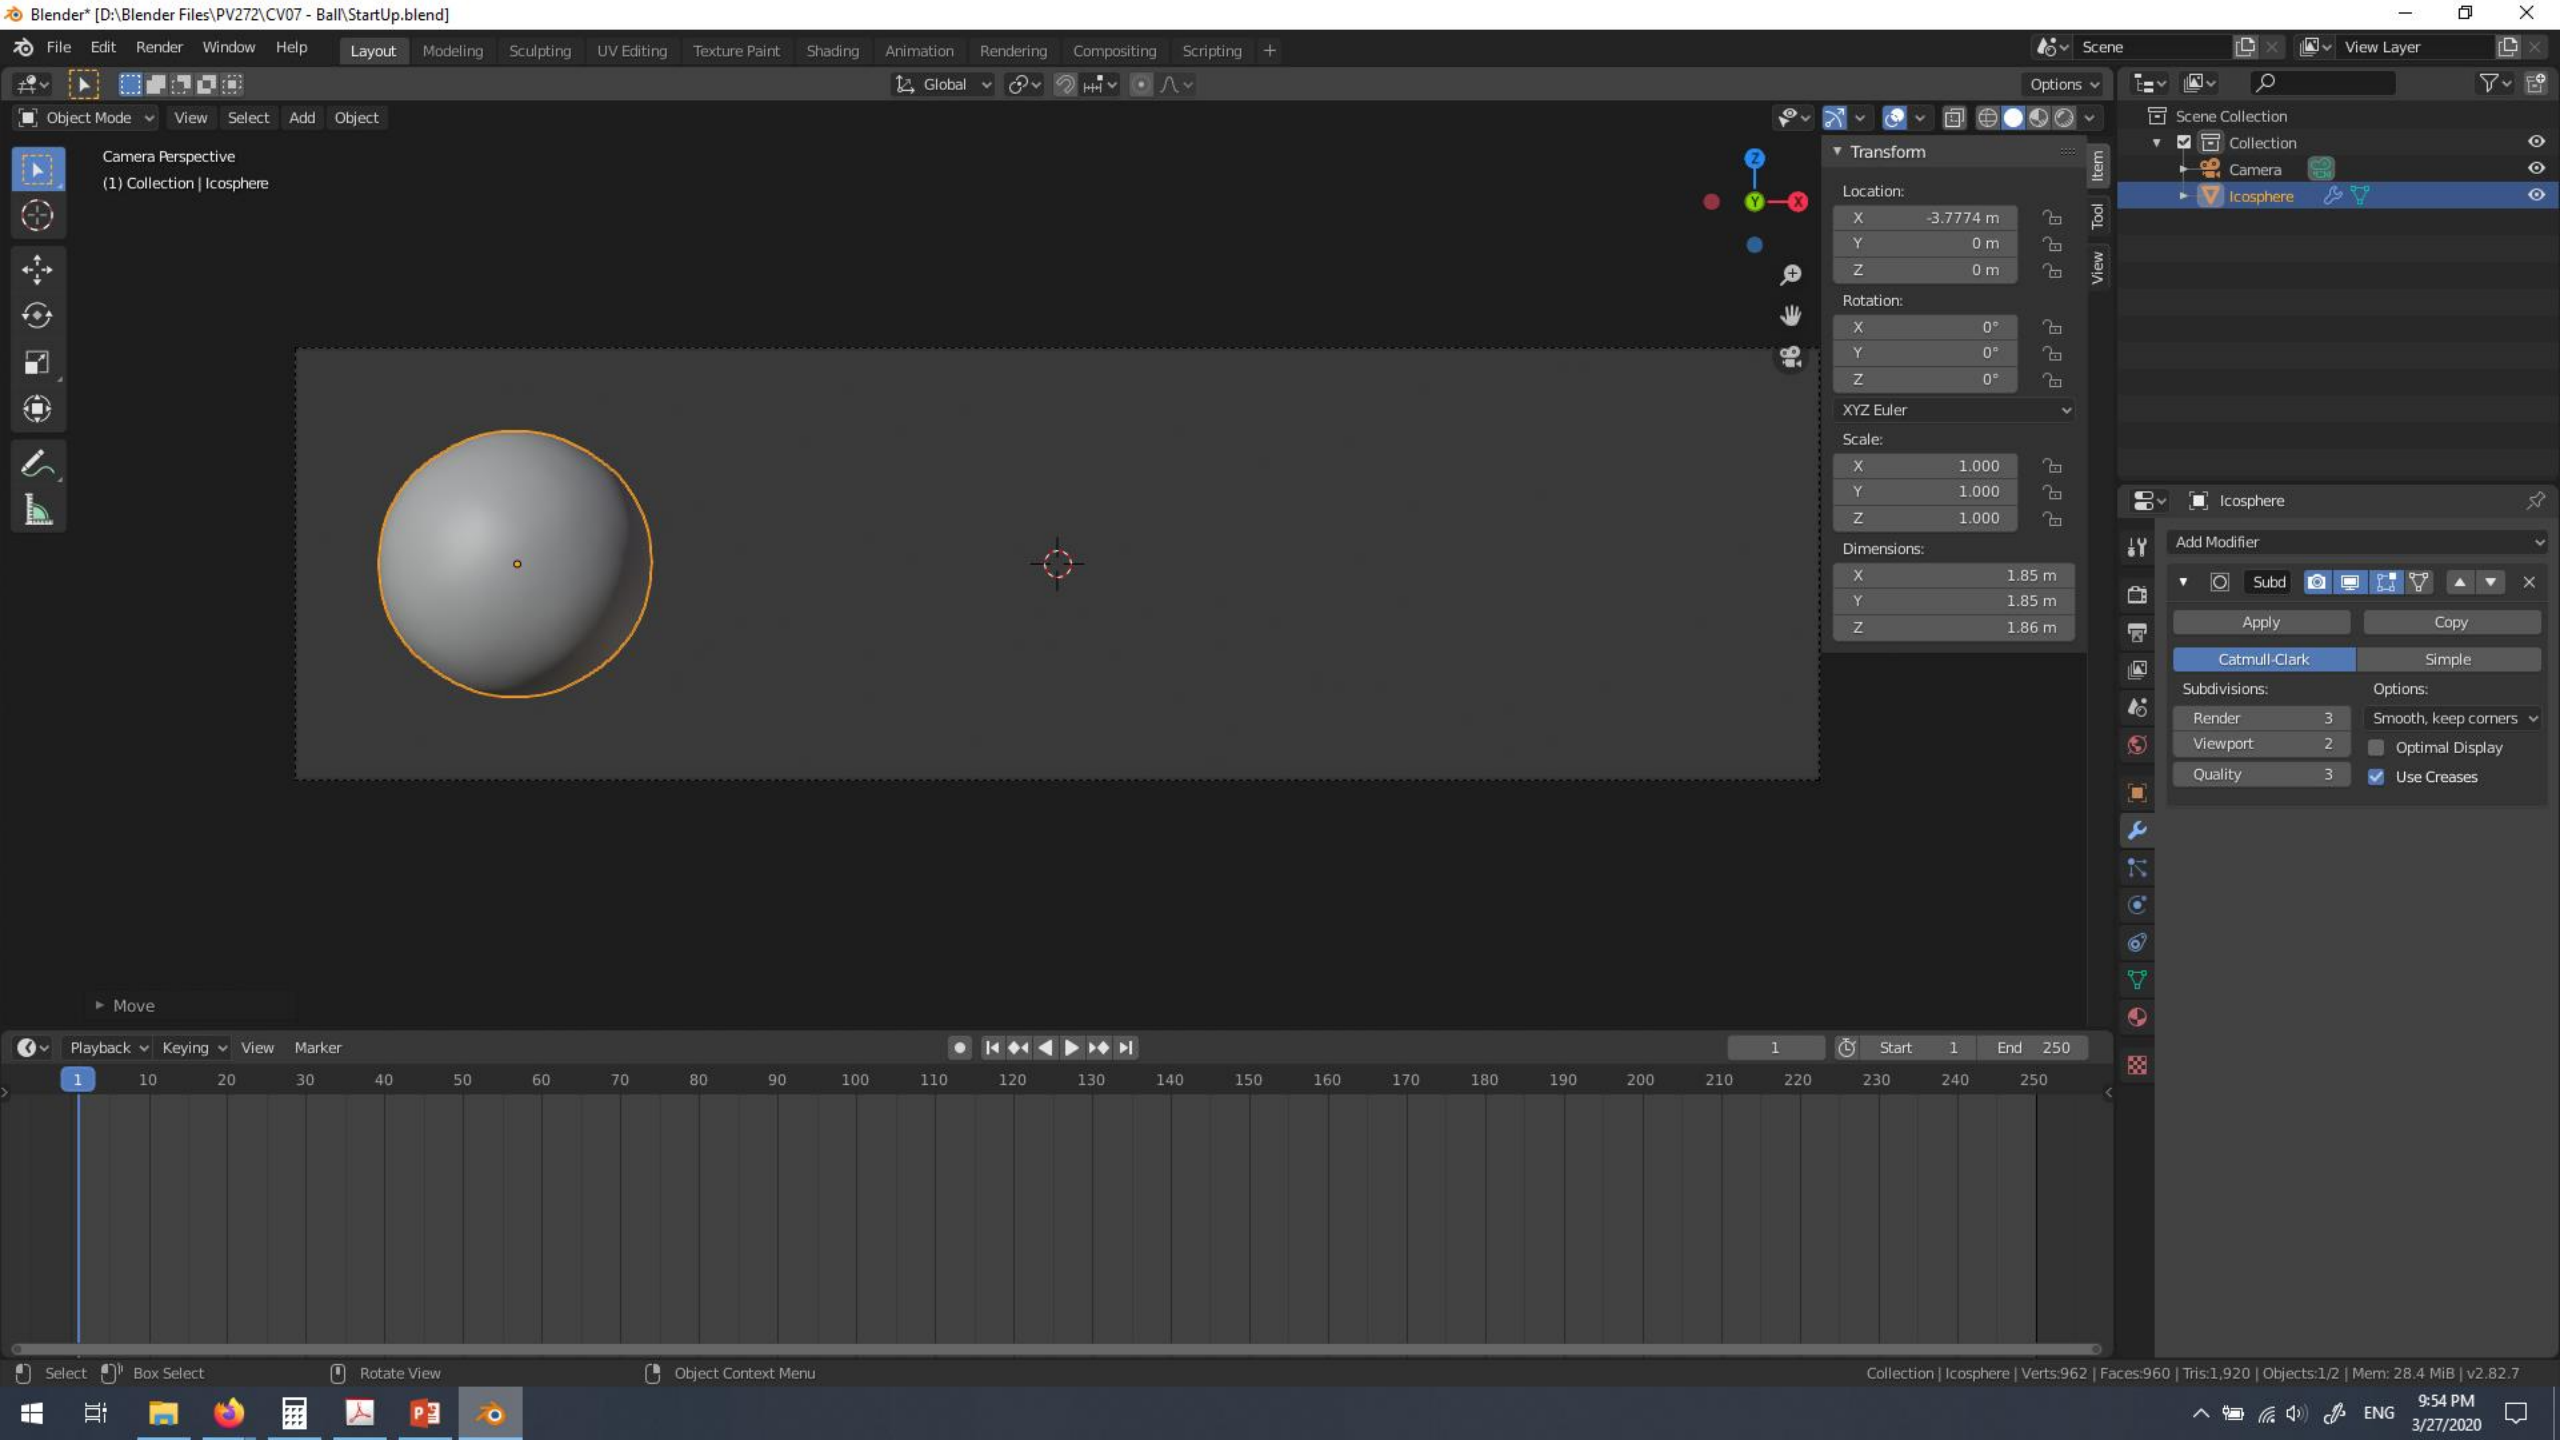 Blender* [D:\Blender Files\PV272\CV07 - Ball\StartUp.blend]
File Edit Render Window Help Layout Modeling Sculpting UV Editing Texture Paint Shading Animation Rendering Compositing Scripting + Scene View Layer
Global Options
Object Mode View Select Add Object
Camera Perspective
(1) Collection | Icosphere
Z
Y
X
Transform
Location:
X -3.7774 m
Y 0 m
Z 0 m
Rotation:
X 0°
Y 0°
Z 0°
XYZ Euler
Scale:
X 1.000
Y 1.000
Z 1.000
Dimensions:
X 1.85 m
Y 1.85 m
Z 1.86 m
Item
Tool
View
Scene Collection
Collection
Camera
Icosphere
Icosphere
Add Modifier
Subd
Apply Copy
Catmull-Clark Simple
Subdivisions: Options:
Render 3 Smooth, keep corners
Viewport 2 Optimal Display
Quality 3 Use Creases
Move
Playback Keying View Marker 1 Start 1 End 250
1 10 20 30 40 50 60 70 80 90 100 110 120 130 140 150 160 170 180 190 200 210 220 230 240 250
Select Box Select Rotate View Object Context Menu Collection | Icosphere | Verts:962 | Faces:960 | Tris:1,920 | Objects:1/2 | Mem: 28.4 MiB | v2.82.7
ENG
9:54 PM
3/27/2020